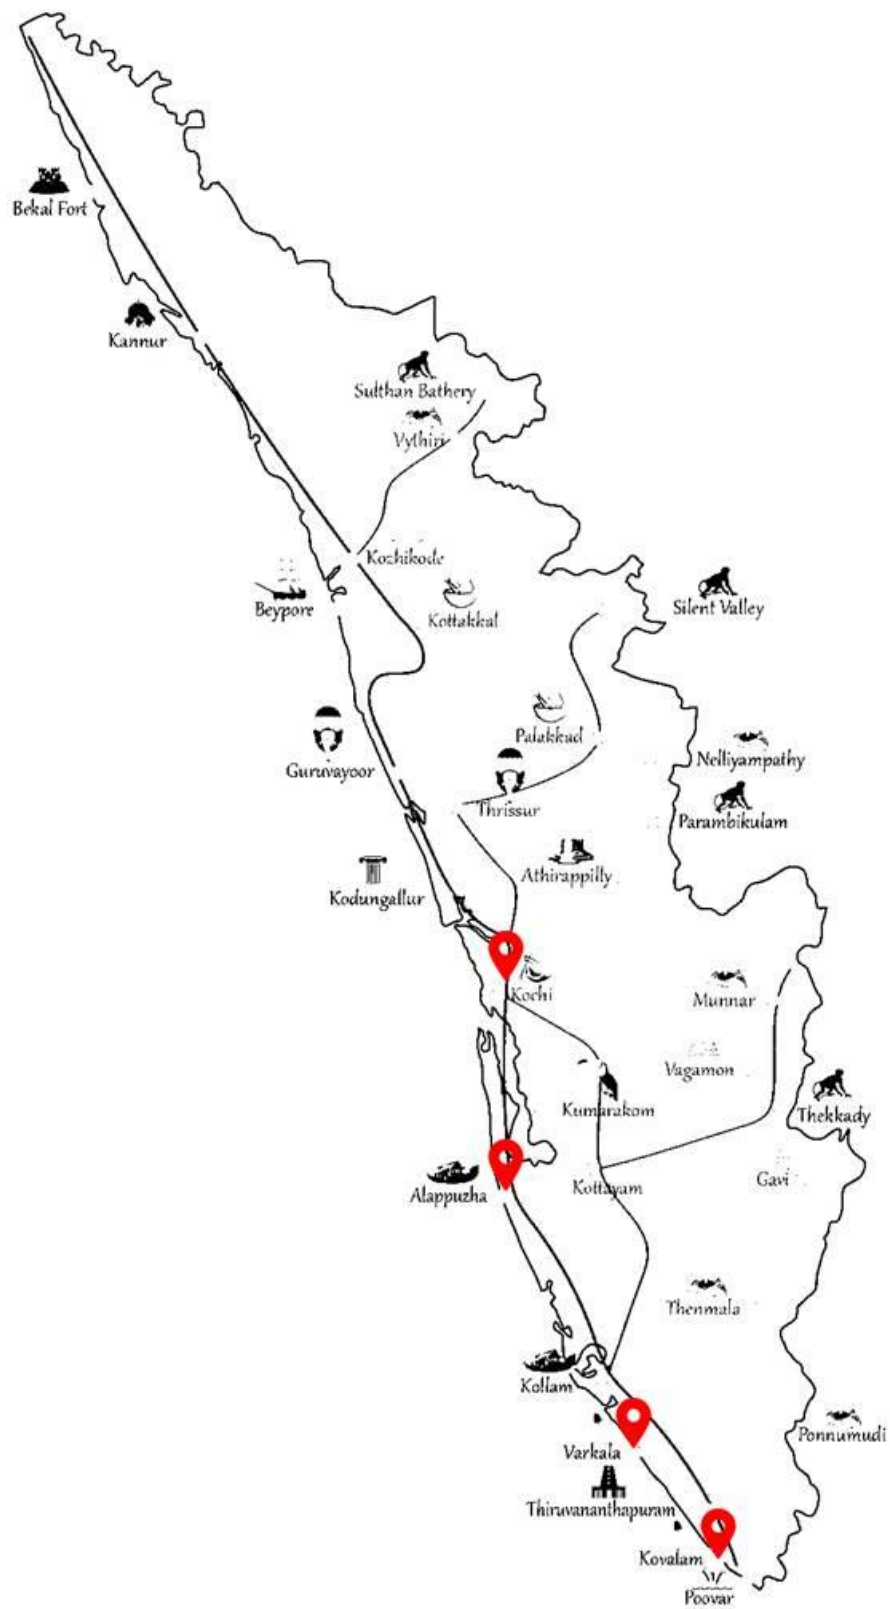 Bekal Fort
Kannur
Sulthan Bathery
Vythiri
Kozhikode
Beypore
Kottakkal
Silent Valley
Palakkad
Nelliyampathy
Guruvayoor
Thrissur
Parambikulam
Athirappilly
Kodungallur
Kochi
Munnar
Vagamon
Kumarakom
Thekkady
Gavi
Kottayam
Alappuzha
Thenmala
Kollam
Ponnumudi
Varkala
Thiruvananthapuram
Kovalam
Poovar